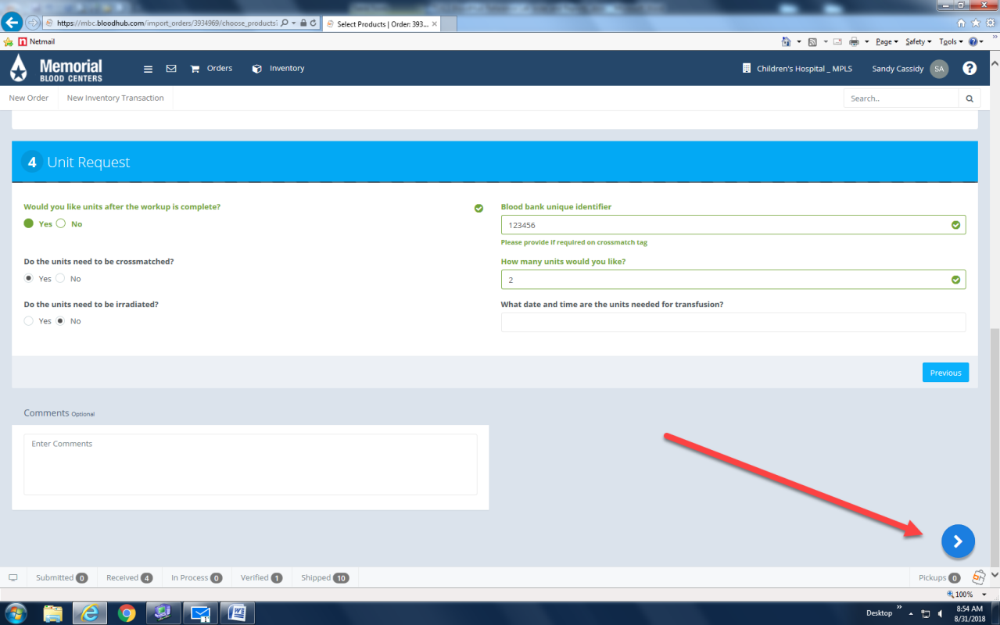 https://mbc.bloodhub.com/import_orders/3934969/choose_products?
Select Products | Order: 393...
Netmail
Page
Safety
Tools
Memorial
BLOOD CENTERS
Orders
Inventory
Children's Hospital _ MPLS
Sandy Cassidy
SA
?
New Order
New Inventory Transaction
Search..
4 Unit Request
Would you like units after the workup is complete?
Yes No
Blood bank unique identifier
123456
Please provide if required on crossmatch tag
Do the units need to be crossmatched?
Yes No
How many units would you like?
2
Do the units need to be irradiated?
Yes No
What date and time are the units needed for transfusion?
Previous
Comments Optional
Enter Comments
Submitted 0
Received 4
In Process 0
Verified 1
Shipped 10
Pickups 0
100%
Desktop
8:54 AM
8/31/2018